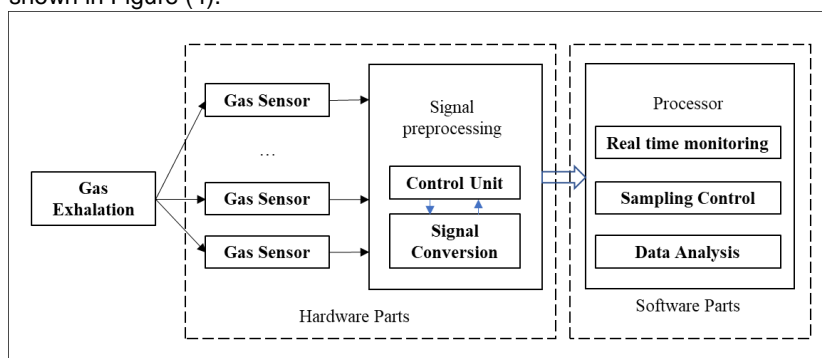 shown in Figure (4).
Gas Sensor
Signal
preprocessing
Processor
Real time monitoring
...
Gas
Exhalation
Gas Sensor
Control Unit
Sampling Control
Gas Sensor
Signal
Conversion
Data Analysis
Hardware Parts
Software Parts